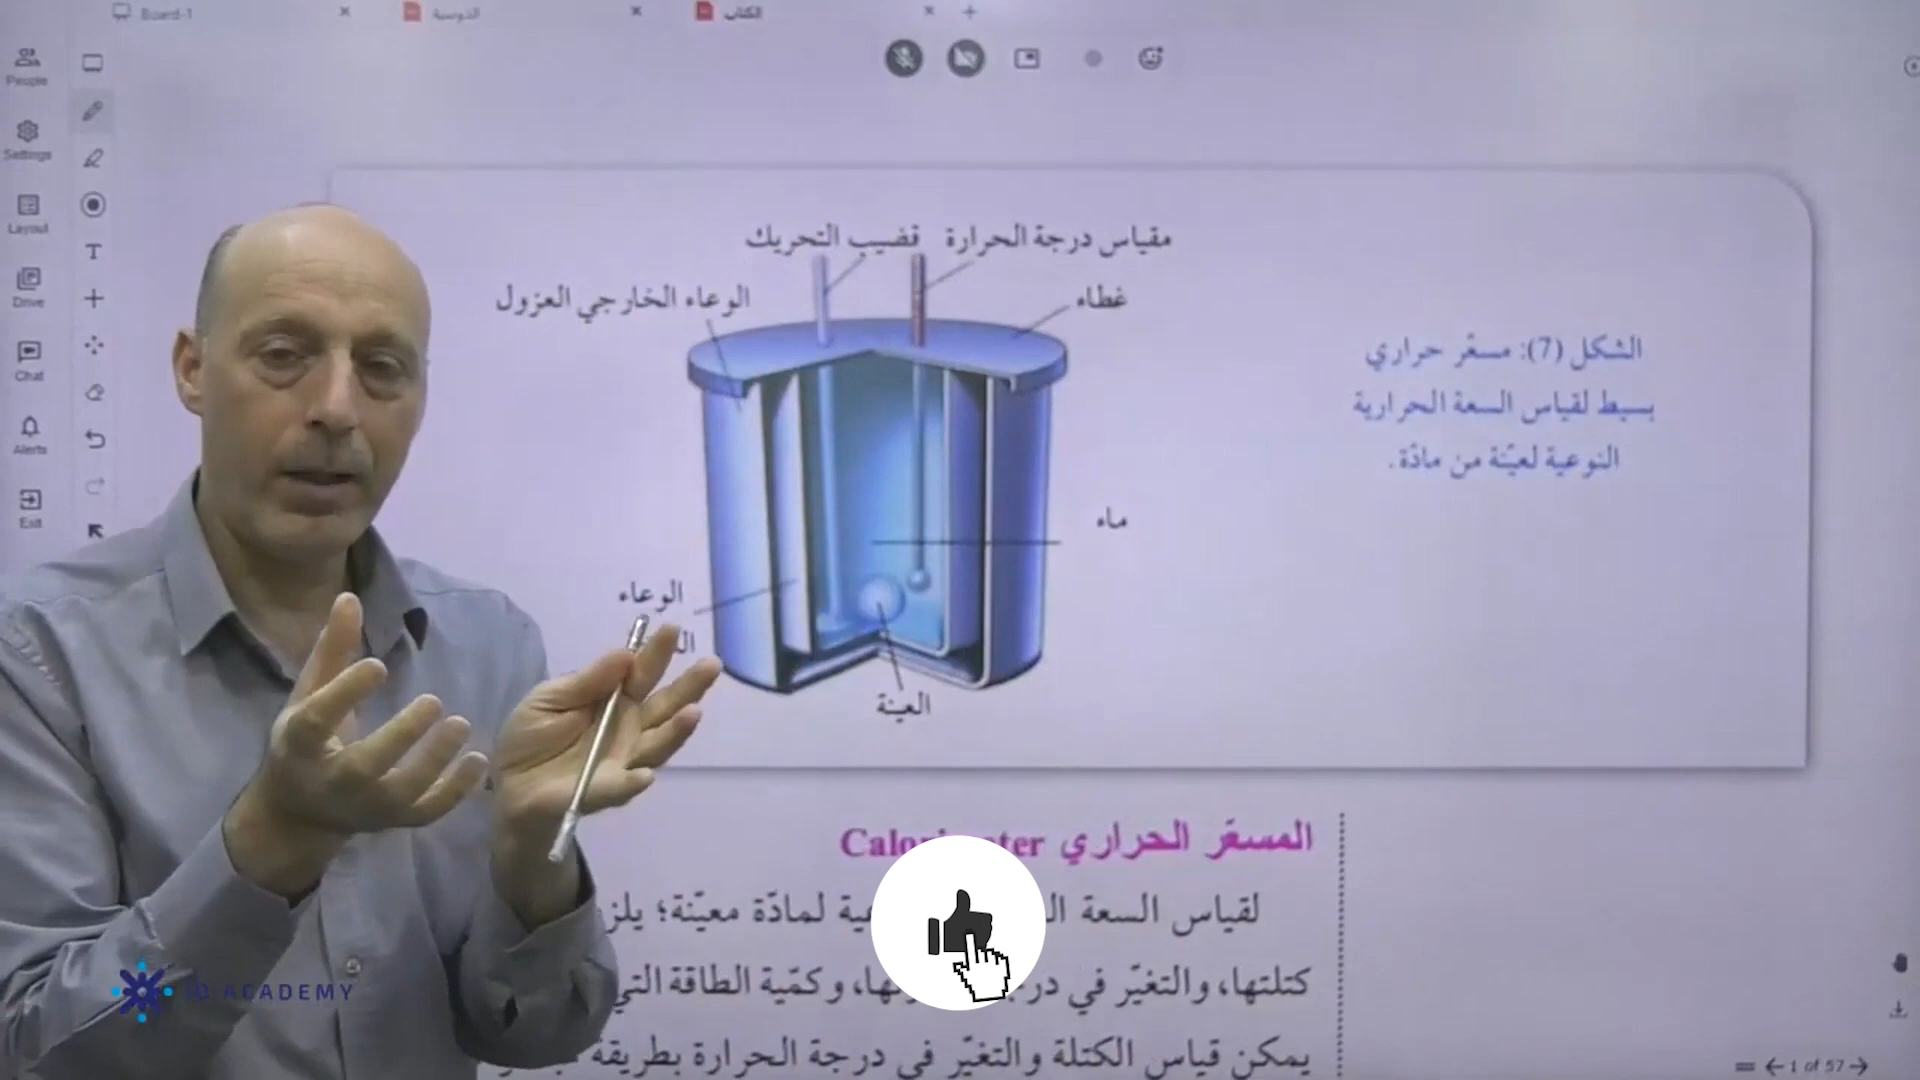 Board-1
الدوسية
الكتاب
People
Settings
Layout
Drive
Chat
Alerts
Exit
T
مقياس درجة الحرارة
قضيب التحريك
غطاء
الوعاء الخارجي العزول
ماء
الوعاء
العينة
الشكل (7): مسعّر حراري
بسيط لقياس السعة الحرارية
النوعية لعيّنة من مادّة.
المسعّر الحراري
لقياس السعة لمادّة معيّنة؛
كتلتها، والتغيّر في وكمّية الطاقة التي
يمكن قياس الكتلة والتغيّر في درجة الحرارة بطريقة
ACADEMY
1 of 57